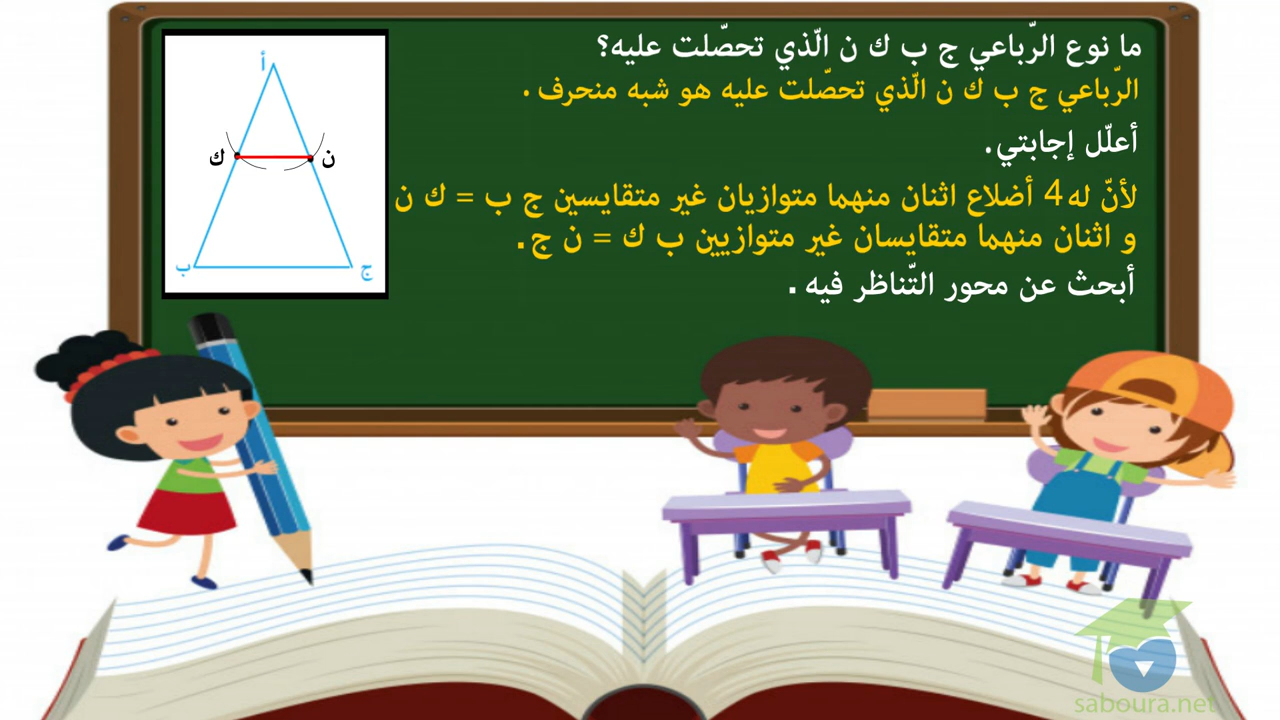 ما نوع الرّباعي ج ب ك ن الّذي تحصّلت عليه؟
الرّباعي ج ب ك ن الّذي تحصّلت عليه هو شبه منحرف .
أعلّل إجابتي.
لأنّ له 4 أضلاع اثنان منهما متوازيان غير متقايسين ج ب = ك ن
و اثنان منهما متقايسان غير متوازيين ب ك = ن ج.
أبحث عن محور التّناظر فيه .
أ
ك
ن
ب
ج
saboura.net